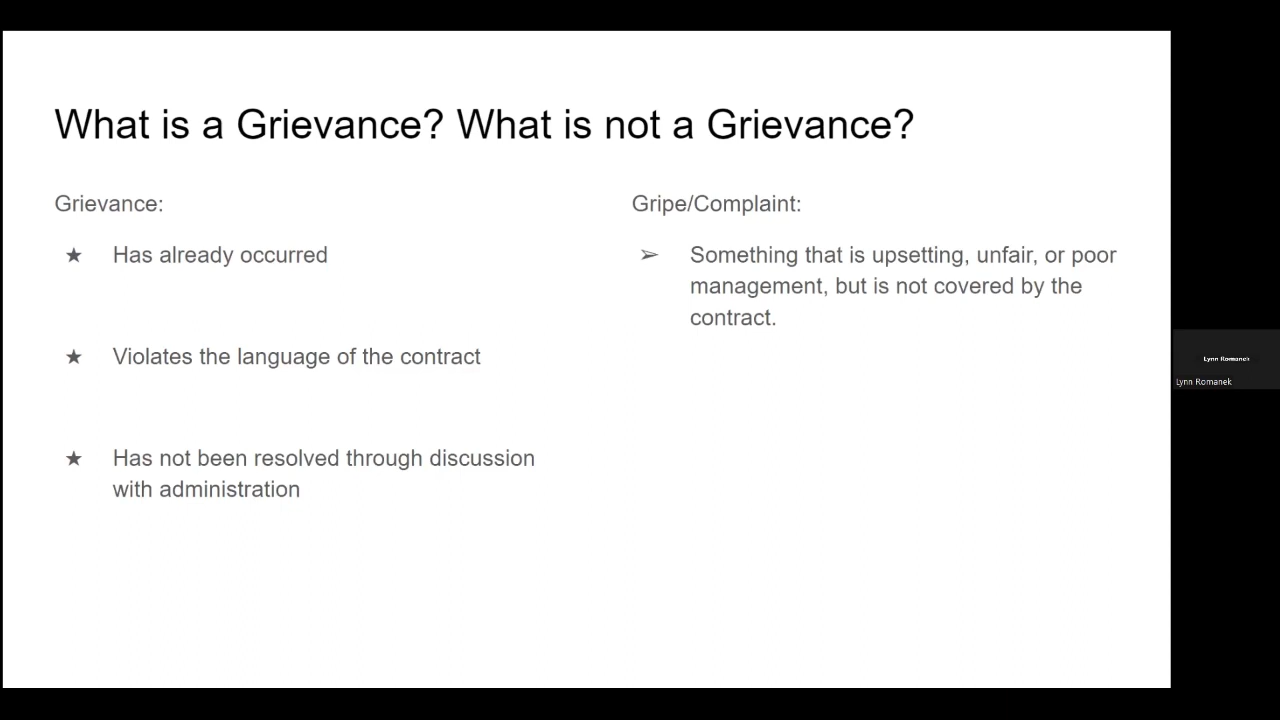 What is a Grievance? What is not a Grievance?
Grievance:
★ Has already occurred
★ Violates the language of the contract
★ Has not been resolved through discussion
with administration
Gripe/Complaint:
➢ Something that is upsetting, unfair, or poor
management, but is not covered by the
contract.
Lynn Romanek
Lynn Romanek